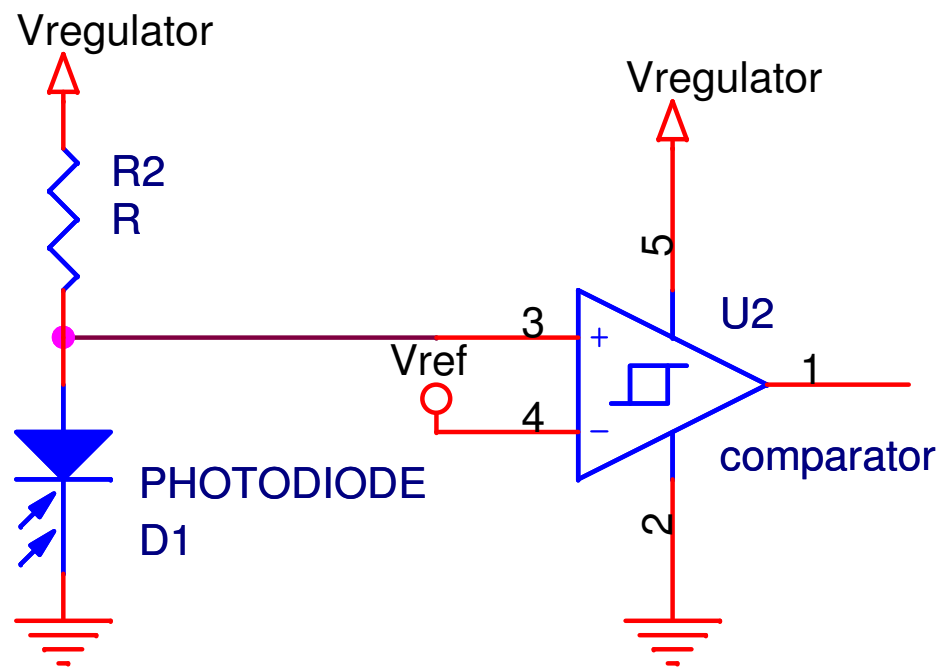 Vregulator
Vregulator
R2
R
5
U2
3
+
Vref
1
4
−
comparator
PHOTODIODE
D1
2